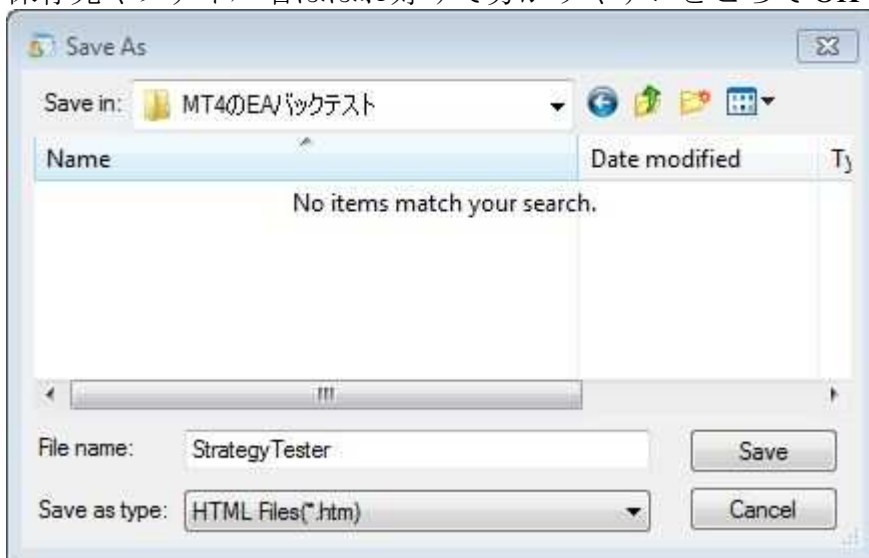 Save As
Save in: MT4のEAバックテスト
Name Date modified
No items match your search.
File name: StrategyTester Save
Save as type: HTML Files(*.htm) Cancel